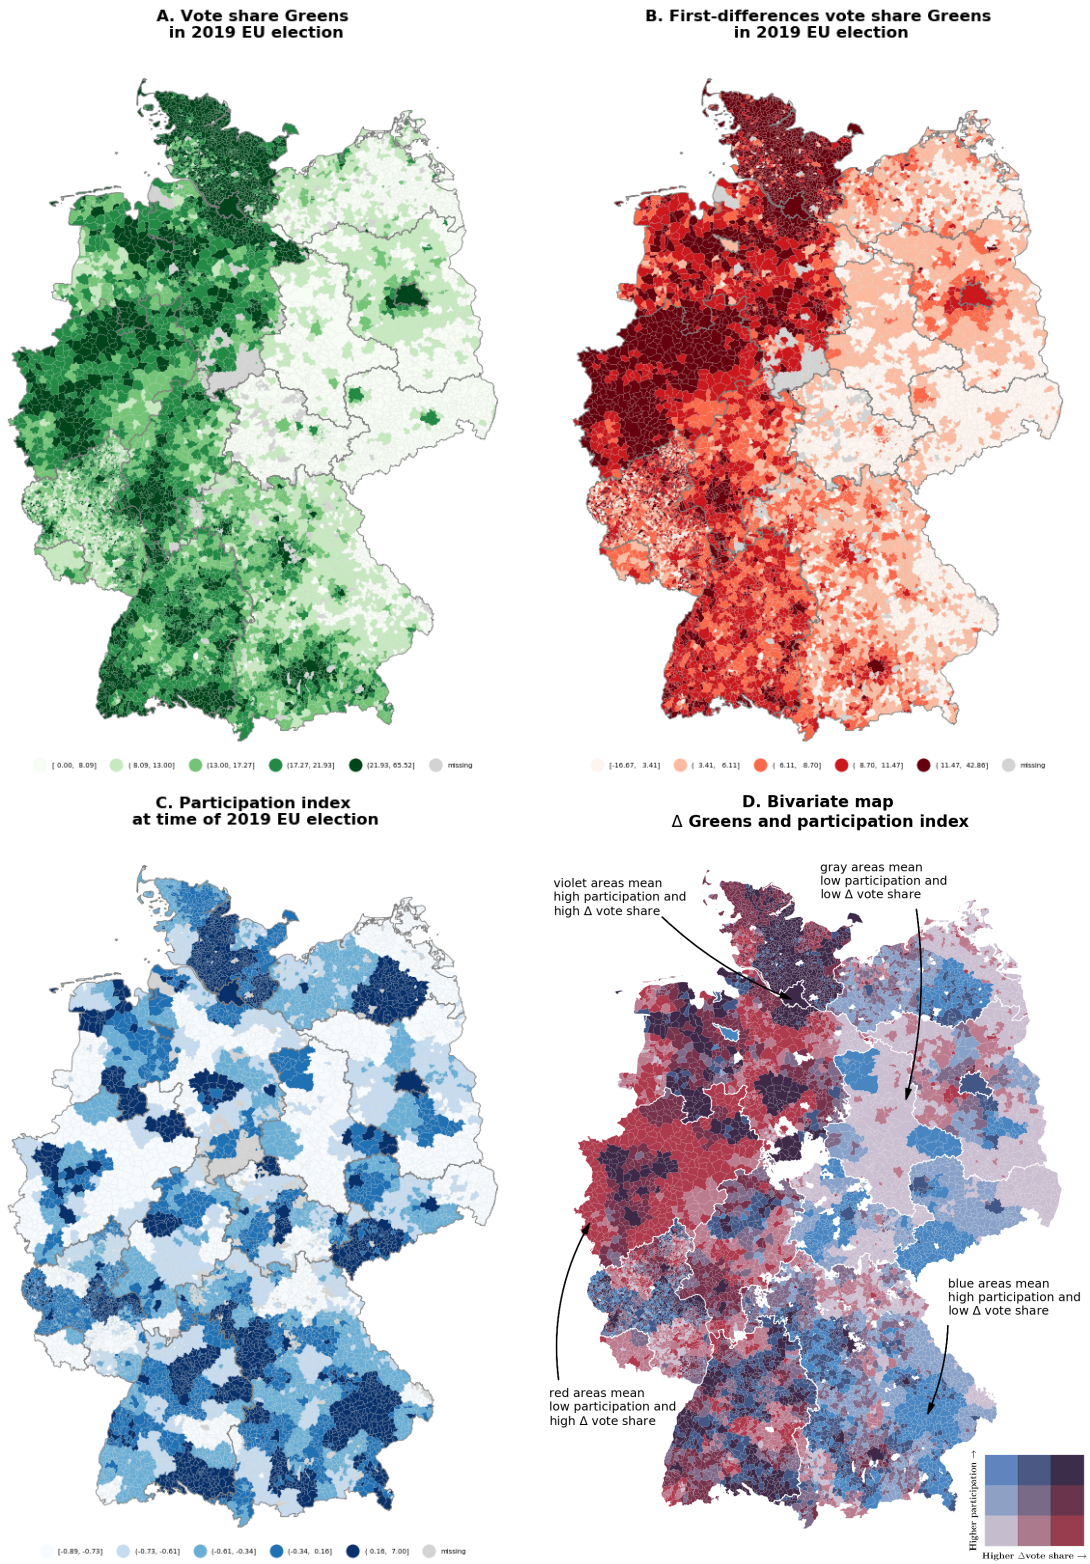 A. Vote share Greens
in 2019 EU election
B. First-differences vote share Greens
in 2019 EU election
[ 0.00, 8.09]
( 8.09, 13.00]
(13.00, 17.27]
(17.27, 21.93]
(21.93, 65.52]
missing
[-16.67, 3.41]
( 3.41, 6.11]
( 6.11, 8.70]
( 8.70, 11.47]
( 11.47, 42.86]
missing
C. Participation index
at time of 2019 EU election
D. Bivariate map
Δ Greens and participation index
violet areas mean
high participation and
high Δ vote share
gray areas mean
low participation and
low Δ vote share
blue areas mean
high participation and
low Δ vote share
red areas mean
low participation and
high Δ vote share
Higher participation →
Higher Δvote share →
[-0.89, -0.73]
(-0.73, -0.61]
(-0.61, -0.34]
(-0.34, 0.16]
( 0.16, 7.00]
missing